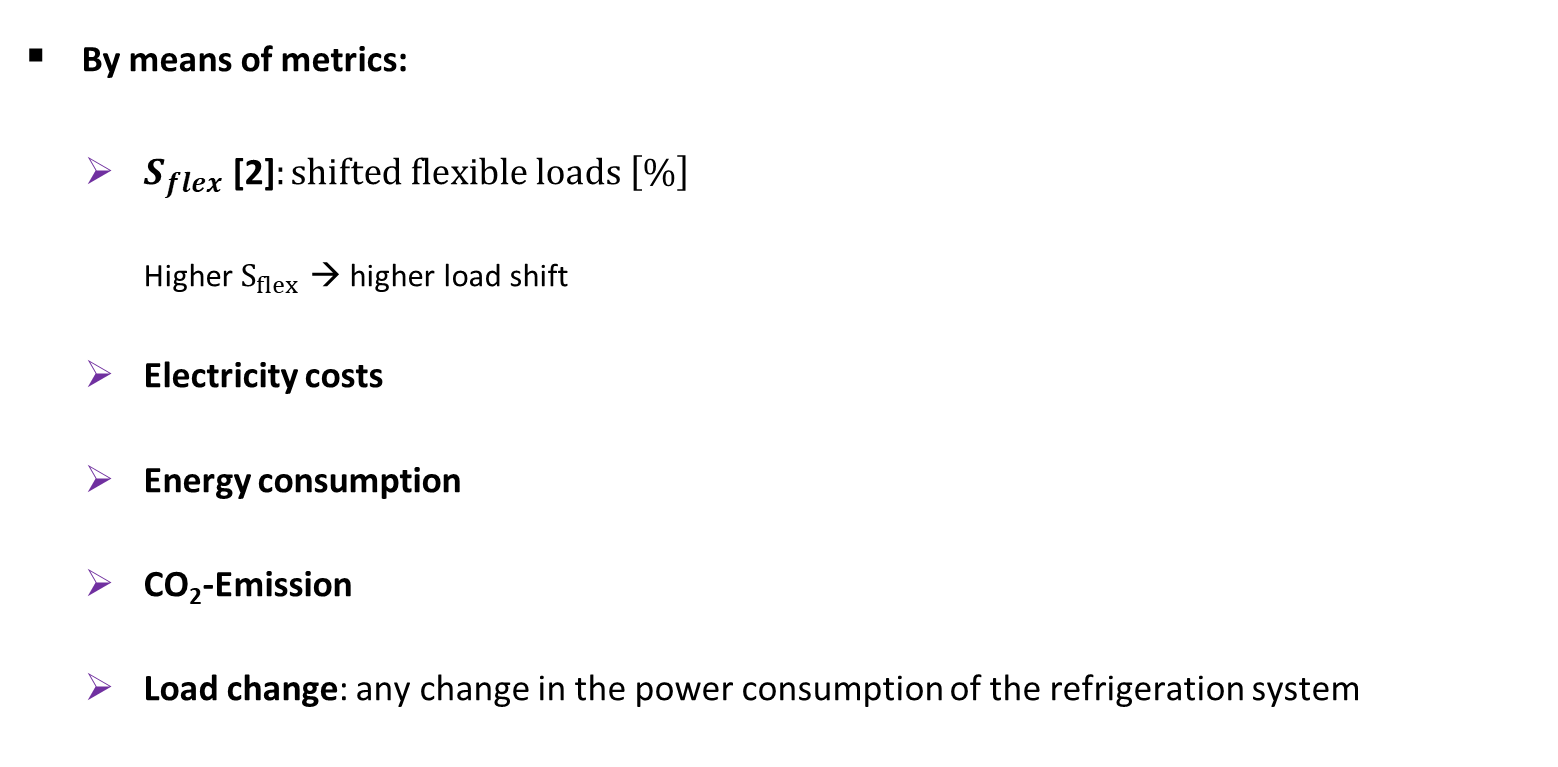 ▪ By means of metrics:
➢ S_flex [2]: shifted flexible loads [%]
Higher S_flex → higher load shift
➢ Electricity costs
➢ Energy consumption
➢ CO₂-Emission
➢ Load change: any change in the power consumption of the refrigeration system